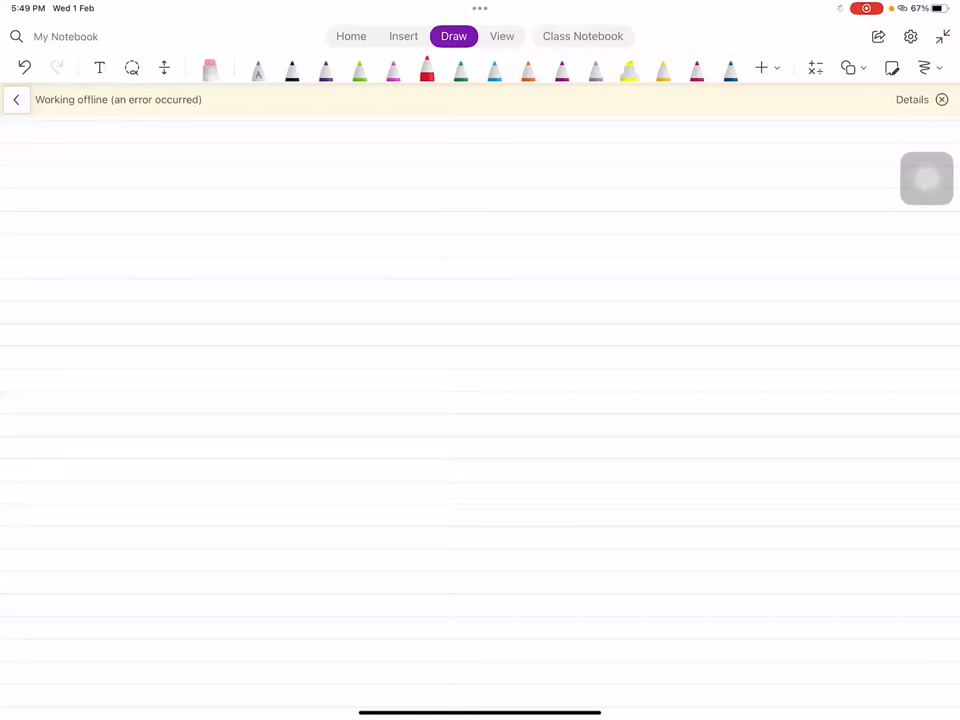 5:49 PM Wed 1 Feb 67%
My Notebook Home Insert Draw View Class Notebook
T A
Working offline (an error occurred) Details